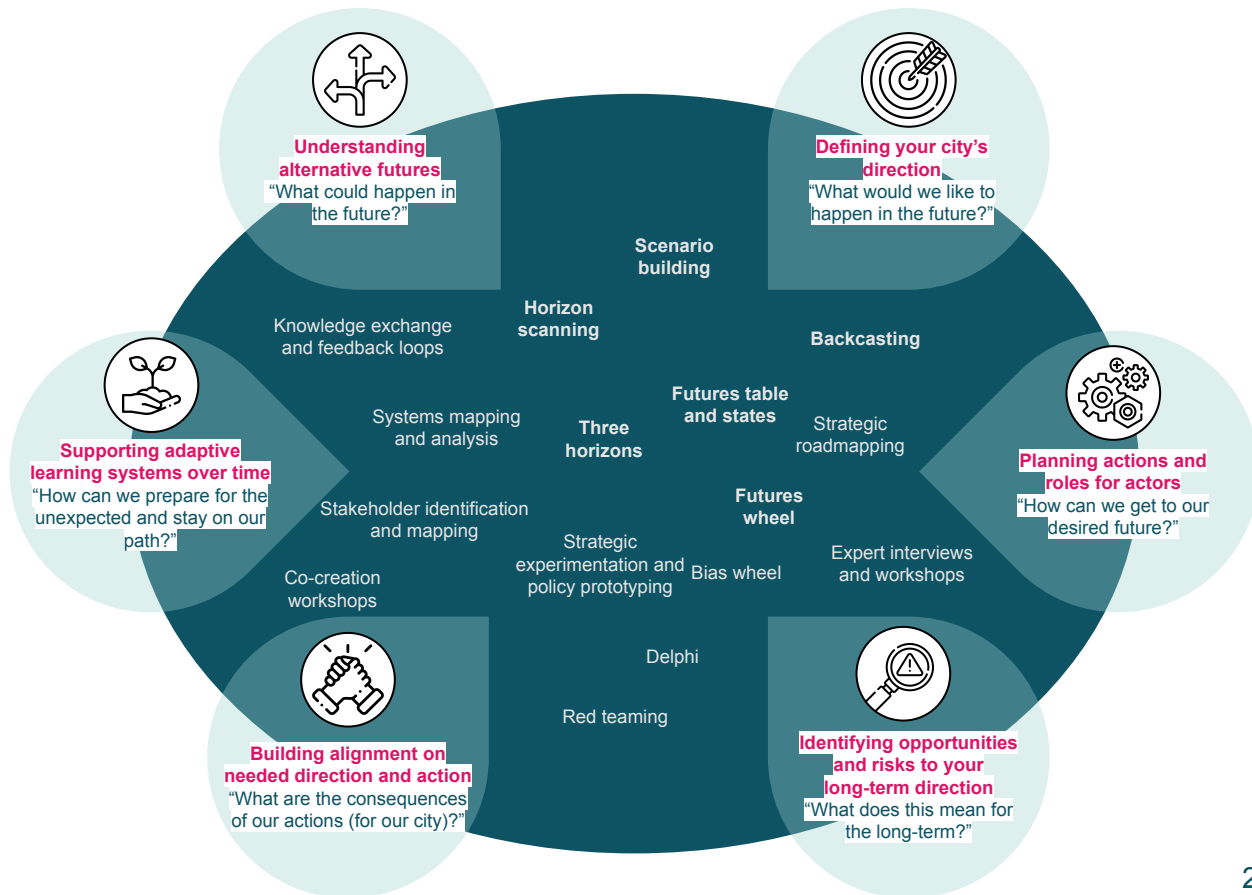 Understanding
alternative futures
“What could happen in
the future?”
Defining your city’s
direction
“What would we like to
happen in the future?”
Scenario
building
Horizon
scanning
Knowledge exchange
and feedback loops
Backcasting
Futures table
and states
Systems mapping
and analysis
Three
horizons
Strategic
roadmapping
Supporting adaptive
learning systems over time
“How can we prepare for the
unexpected and stay on our
path?”
Planning actions and
roles for actors
“How can we get to our
desired future?”
Futures
wheel
Stakeholder identification
and mapping
Strategic
experimentation and
policy prototyping
Bias wheel
Expert interviews
and workshops
Co-creation
workshops
Delphi
Red teaming
Building alignment on
needed direction and action
“What are the consequences
of our actions (for our city)?”
Identifying opportunities
and risks to your
long-term direction
“What does this mean for
the long-term?”
2